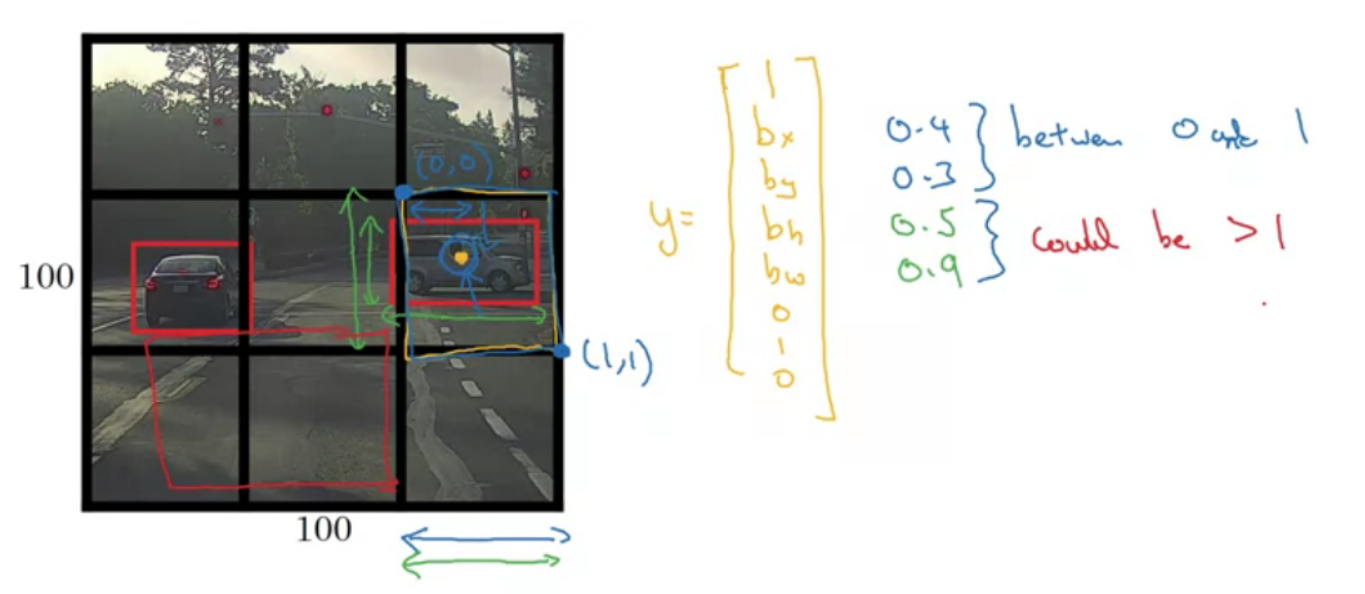 (0,0)
100
(1,1)
100
y=
1
bx
by
bh
bw
0
1
0
0.4
0.3
between 0 and 1
0.5
0.9
could be >1